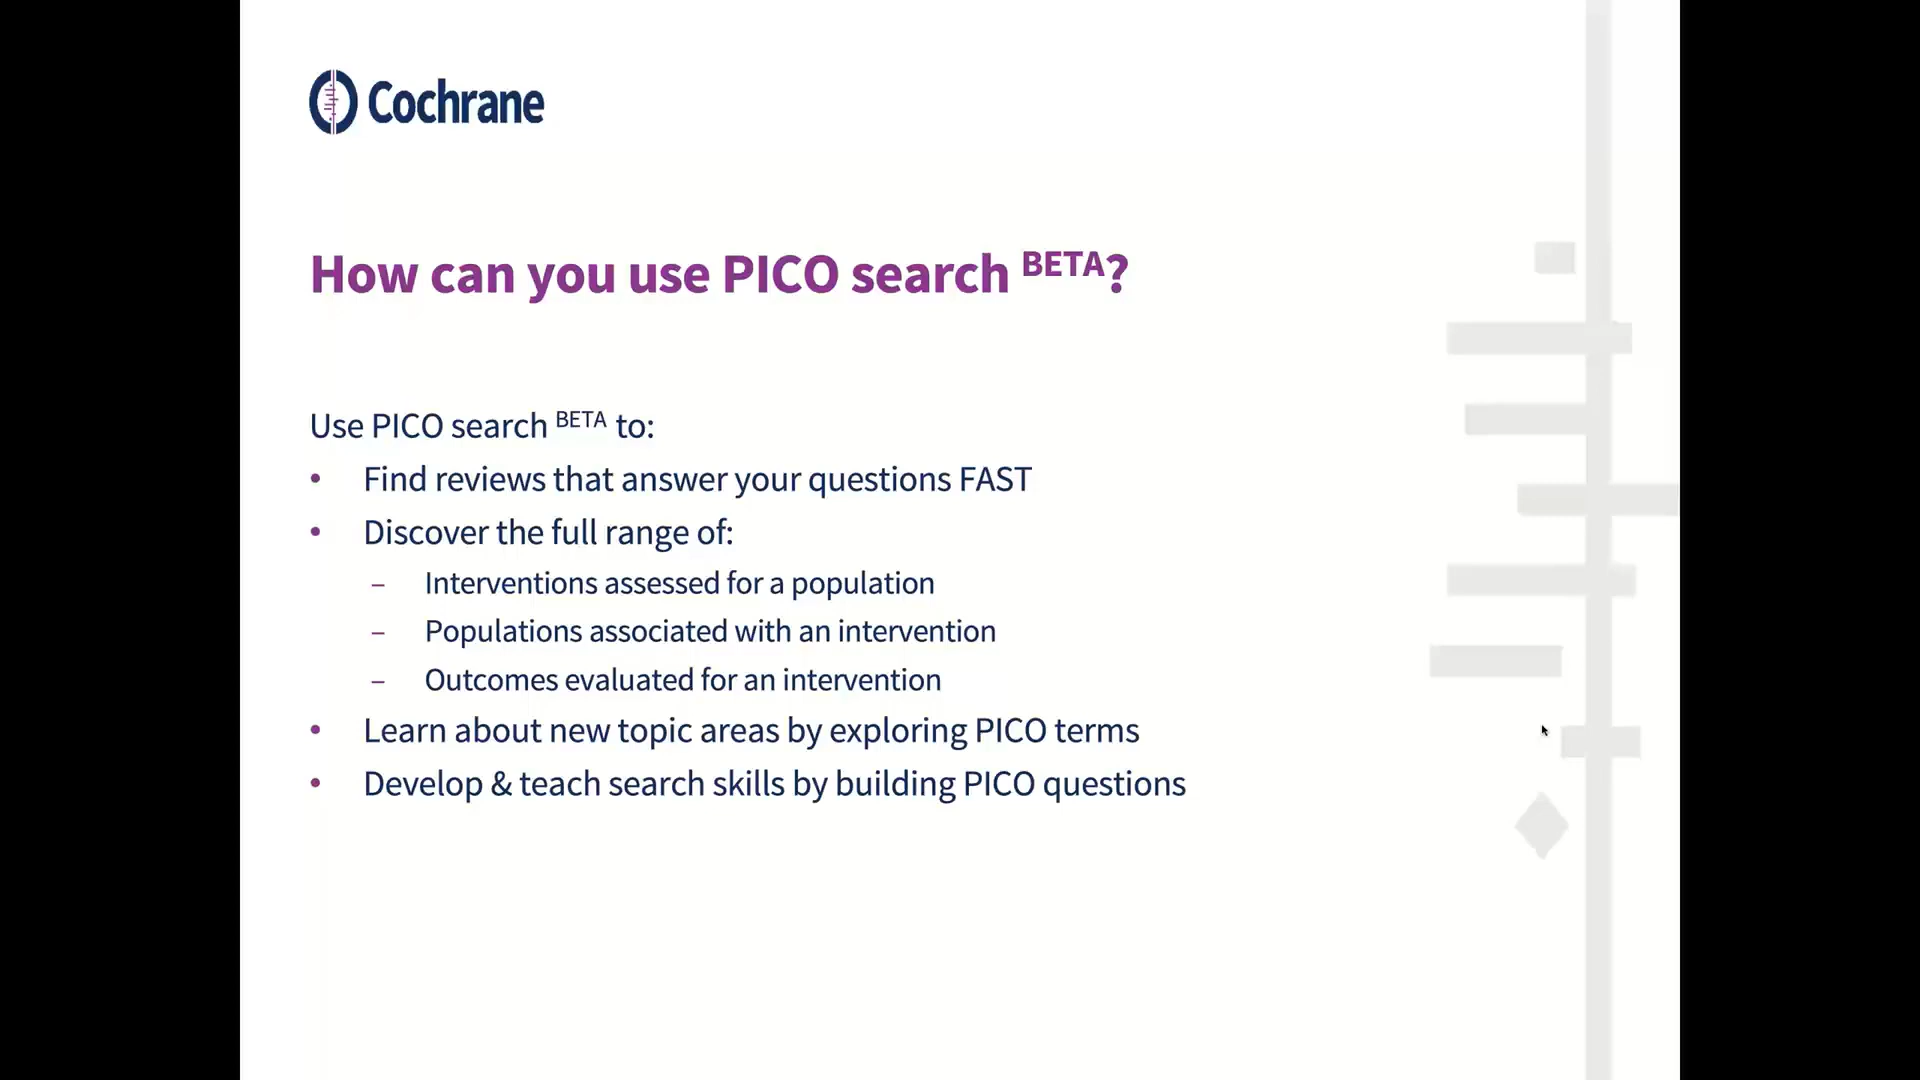 Cochrane
How can you use PICO search BETA?
Use PICO search BETA to:
• Find reviews that answer your questions FAST
• Discover the full range of:
– Interventions assessed for a population
– Populations associated with an intervention
– Outcomes evaluated for an intervention
• Learn about new topic areas by exploring PICO terms
• Develop & teach search skills by building PICO questions